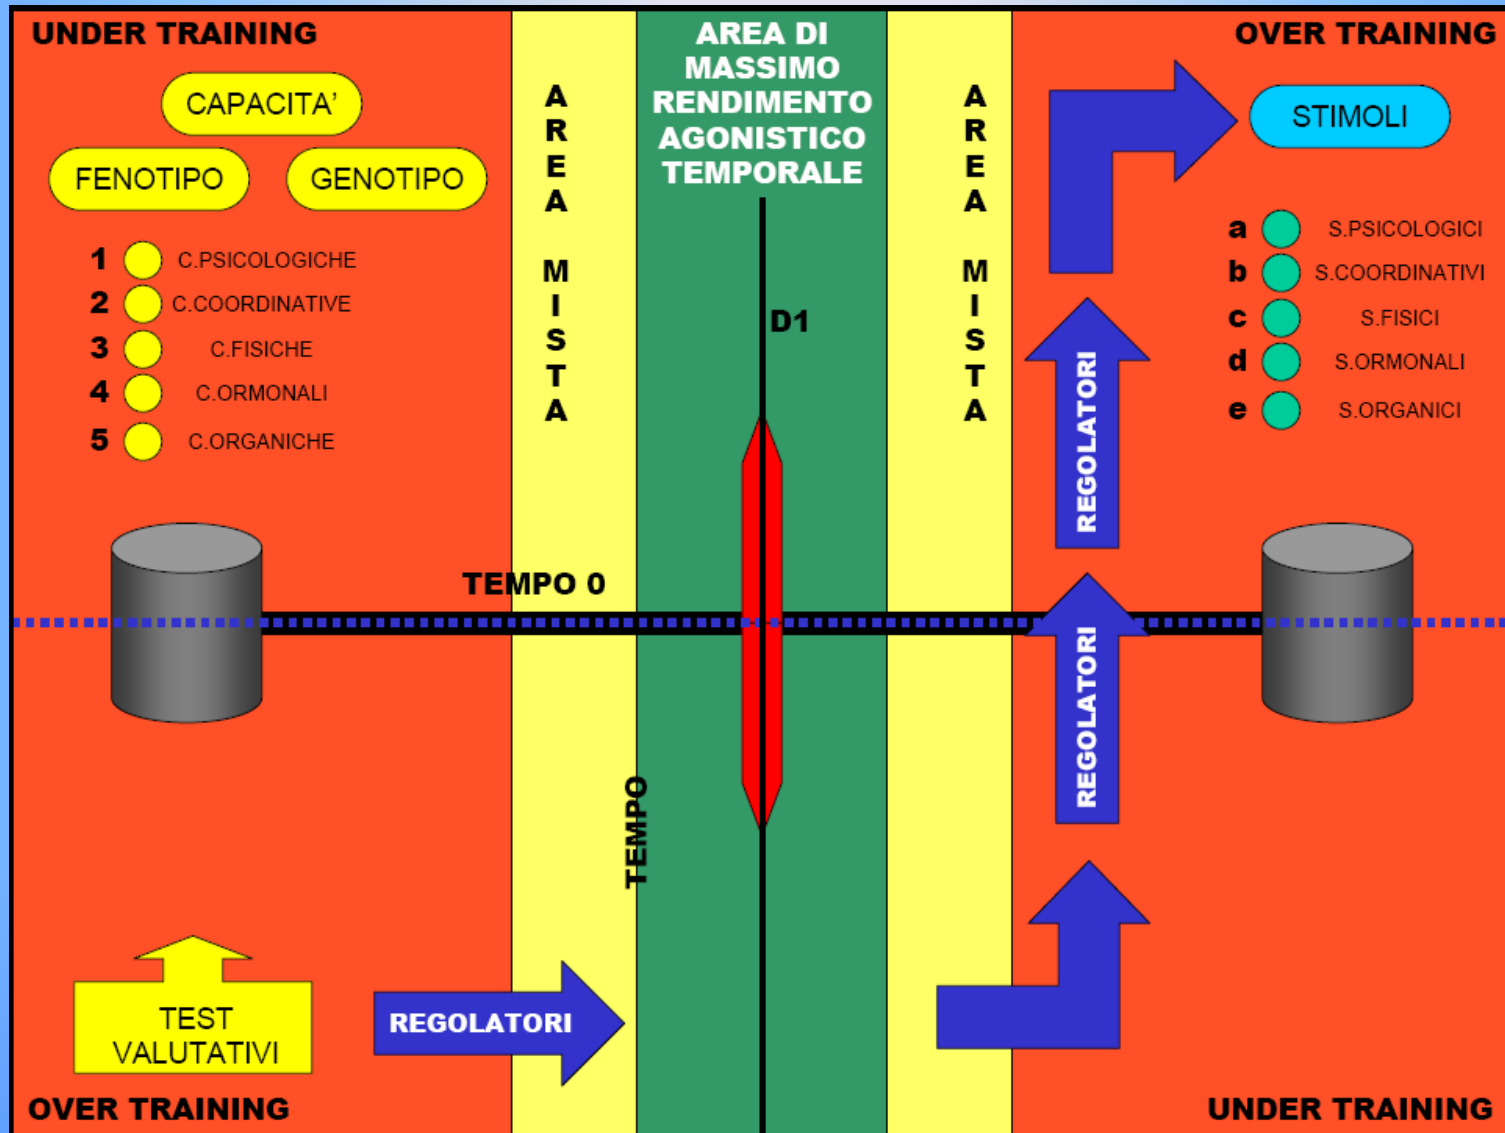 UNDER TRAINING
CAPACITA'
FENOTIPO
GENOTIPO
1 C.PSICOLOGICHE
2 C.COORDINATIVE
3 C.FISICHE
4 C.ORMONALI
5 C.ORGANICHE
AREA MISTA
AREA DI
MASSIMO
RENDIMENTO
AGONISTICO
TEMPORALE
D1
AREA MISTA
OVER TRAINING
STIMOLI
a S.PSICOLOGICI
b S.COORDINATIVI
c S.FISICI
d S.ORMONALI
e S.ORGANICI
REGOLATORI
TEMPO 0
REGOLATORI
TEMPO
TEST
VALUTATIVI
REGOLATORI
OVER TRAINING
UNDER TRAINING